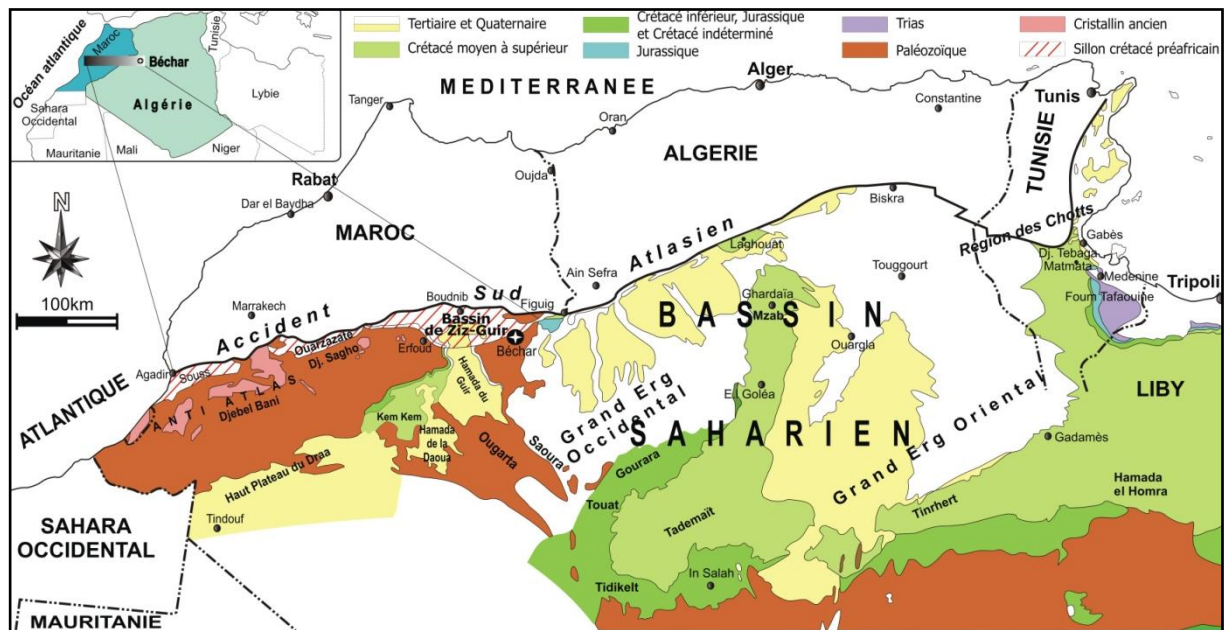 Océan atlantique
Maroc
Tunisie
Béchar
Algérie
Lybie
Sahara
Occidental
Mauritanie
Mali
Niger
Tertiaire et Quaternaire
Crétacé moyen à supérieur
Crétacé inférieur, Jurassique
et Crétacé indéterminé
Jurassique
Trias
Paléozoïque
Cristallin ancien
Sillon crétacé préafricain
N
100km
MEDITERRANEE
Tanger
Alger
Oran
Constantine
Tunis
ALGERIE
TUNISIE
Oujda
Rabat
Dar el Baydha
MAROC
Biskra
Region des Chotts
Gabès
Dj. Tebaga
Matmata
Medenine
Foum Tafaouine
Tripoli
Accident Sud Atlasien
Laghouat
Ain Sefra
Touggourt
Marrakech
Boudnib
Figuig
Ghardaïa
Mzab
BASSIN
SAHARIEN
Bassin
de Ziz-Guir
Ouarzazate
Dj. Sagho
Erfoud
Béchar
Ouargla
Agadir
Souss
ATLANTIQUE
ANTI ATLAS
Djebel Bani
Hamada du
Guir
Kem Kem
Hamada
de la
Daoua
Ougarta
Saoura
Grand Erg
Occidental
El Goléa
Grand Erg Oriental
LIBY
Gadamès
Haut Plateau du Draa
Gourara
Touat
Tademaït
Tinrhert
Hamada
el Homra
Tindouf
SAHARA
OCCIDENTAL
Tidikelt
In Salah
MAURITANIE